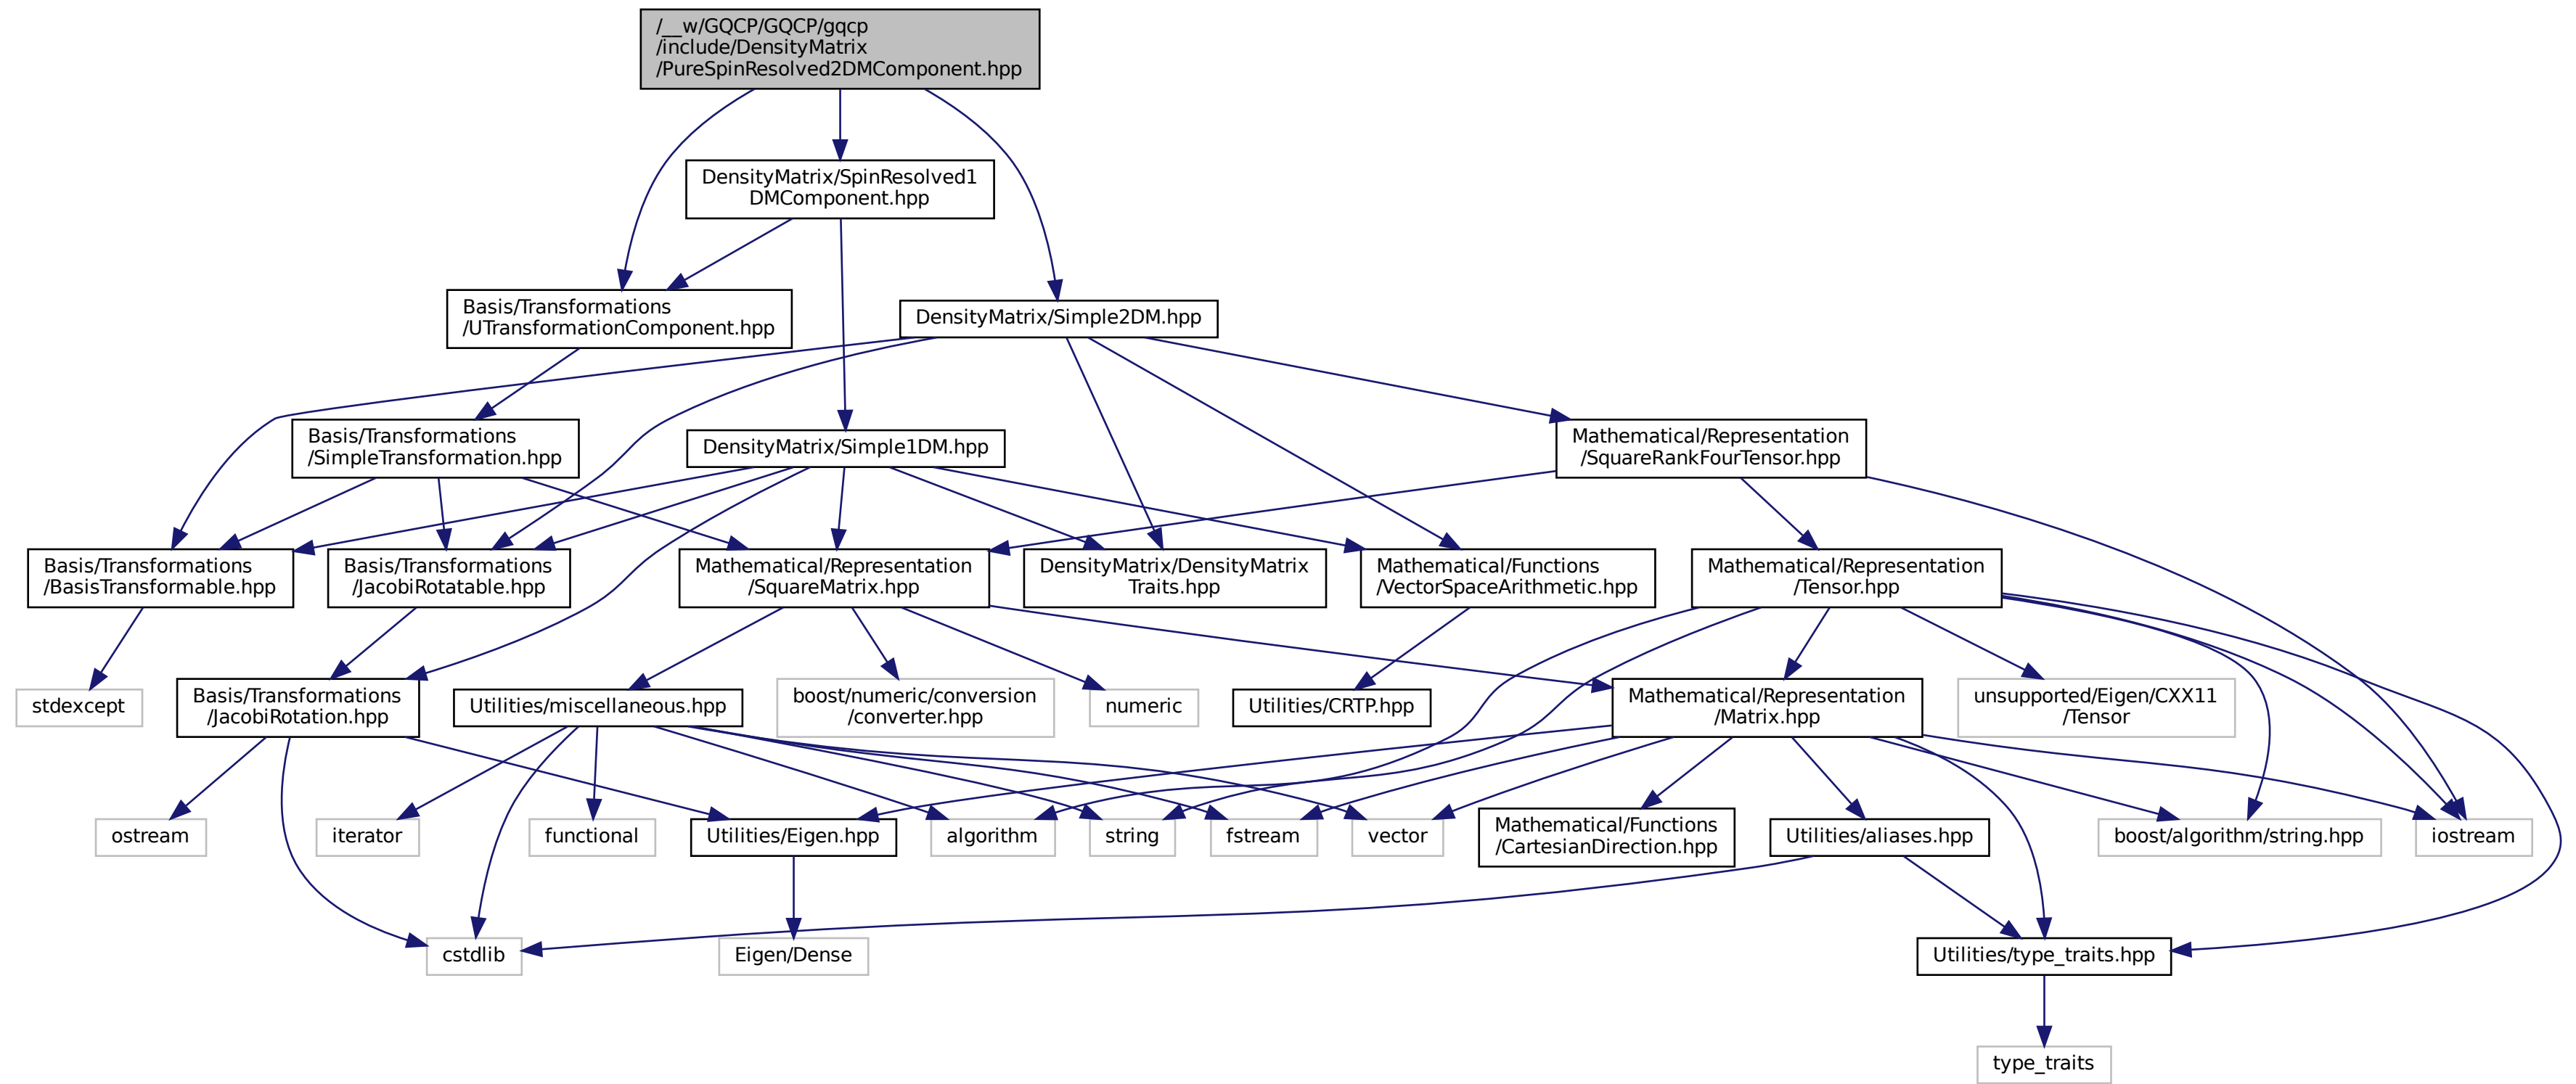 /__w/GQCP/GQCP/gqcp
/include/DensityMatrix
/PureSpinResolved2DMComponent.hpp
DensityMatrix/SpinResolved1
DMComponent.hpp
Basis/Transformations
/UTransformationComponent.hpp
DensityMatrix/Simple2DM.hpp
Basis/Transformations
/SimpleTransformation.hpp
DensityMatrix/Simple1DM.hpp
Mathematical/Representation
/SquareRankFourTensor.hpp
Basis/Transformations
/BasisTransformable.hpp
Basis/Transformations
/JacobiRotatable.hpp
Mathematical/Representation
/SquareMatrix.hpp
DensityMatrix/DensityMatrix
Traits.hpp
Mathematical/Functions
/VectorSpaceArithmetic.hpp
Mathematical/Representation
/Tensor.hpp
stdexcept
Basis/Transformations
/JacobiRotation.hpp
Utilities/miscellaneous.hpp
boost/numeric/conversion
/converter.hpp
numeric
Utilities/CRTP.hpp
Mathematical/Representation
/Matrix.hpp
unsupported/Eigen/CXX11
/Tensor
ostream
iterator
functional
Utilities/Eigen.hpp
algorithm
string
fstream
vector
Mathematical/Functions
/CartesianDirection.hpp
Utilities/aliases.hpp
boost/algorithm/string.hpp
iostream
cstdlib
Eigen/Dense
Utilities/type_traits.hpp
type_traits